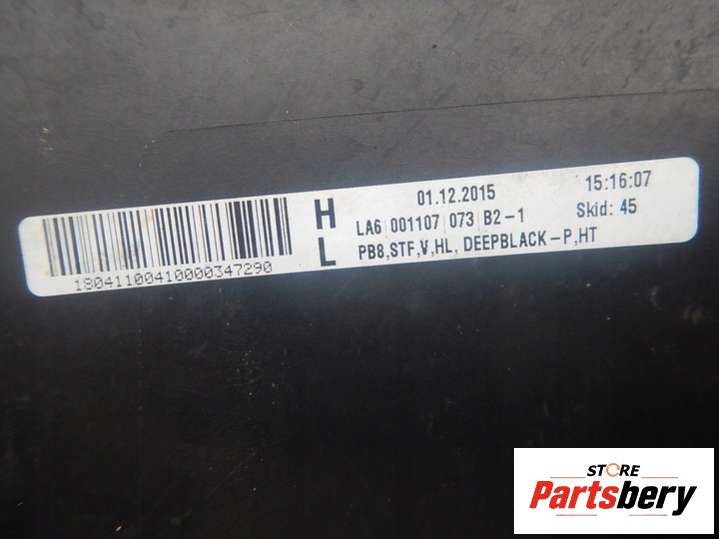 01.12.2015 15:16:07
H LA6 001107 073 B2-1 Skid: 45
L PB8,STF,V,HL, DEEPBLACK-P,HT
18041100410000347290
STORE
Partsbery